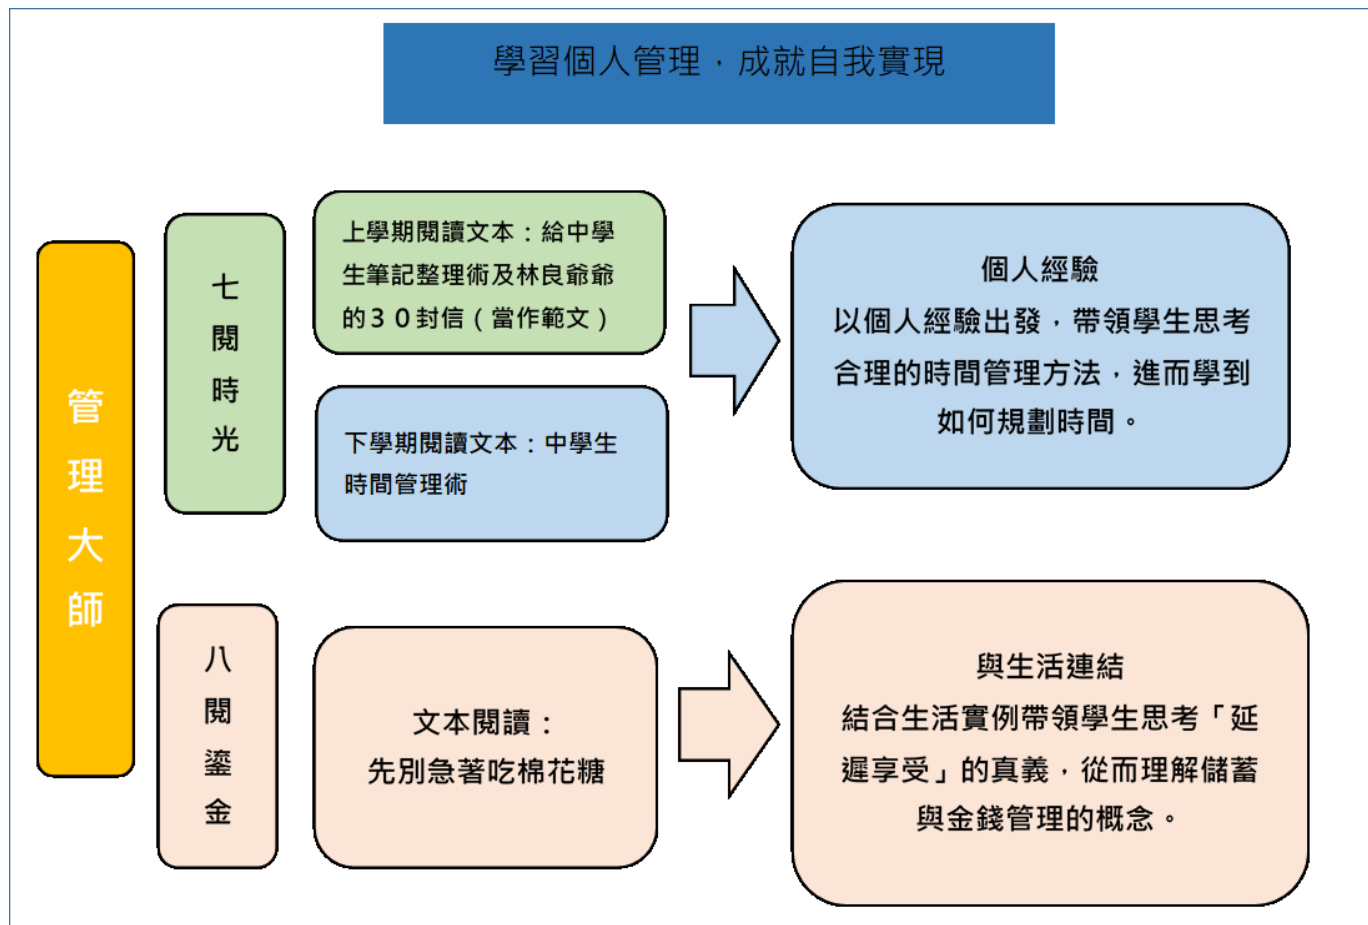 學習個人管理，成就自我實現
管理大師
七閱時光
上學期閱讀文本：給中學
生筆記整理術及林良爺爺
的３０封信（當作範文）
下學期閱讀文本：中學生
時間管理術
個人經驗
以個人經驗出發，帶領學生思考
合理的時間管理方法，進而學到
如何規劃時間。
八閱鎏金
文本閱讀：
先別急著吃棉花糖
與生活連結
結合生活實例帶領學生思考「延
遲享受」的真義，從而理解儲蓄
與金錢管理的概念。